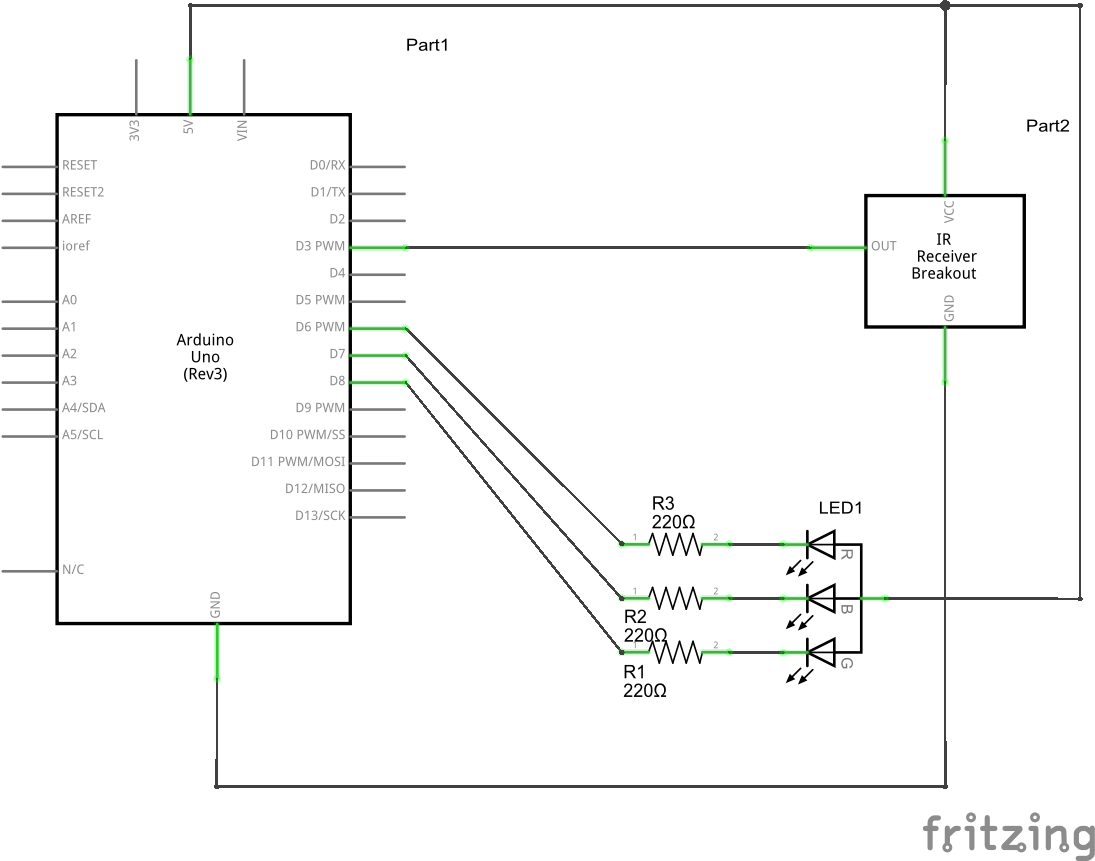 Part1
Part2
3V3
5V
VIN
RESET
RESET2
AREF
ioref
A0
A1
A2
A3
A4/SDA
A5/SCL
N/C
Arduino
Uno
(Rev3)
D0/RX
D1/TX
D2
D3 PWM
D4
D5 PWM
D6 PWM
D7
D8
D9 PWM
D10 PWM/SS
D11 PWM/MOSI
D12/MISO
D13/SCK
GND
VCC
OUT
IR
Receiver
Breakout
GND
R3
220Ω
1
2
R2
220Ω
1
2
R1
220Ω
1
2
LED1
R
B
G
fritzing